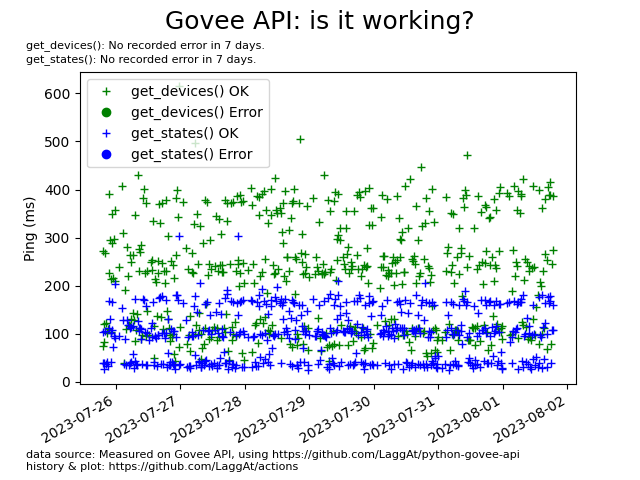 Govee API: is it working?
get_devices(): No recorded error in 7 days.
get_states(): No recorded error in 7 days.
get_devices() OK
get_devices() Error
get_states() OK
get_states() Error
Ping (ms)
600
500
400
300
200
100
0
2023-07-26
2023-07-27
2023-07-28
2023-07-29
2023-07-30
2023-07-31
2023-08-01
2023-08-02
data source: Measured on Govee API, using https://github.com/LaggAt/python-govee-api
history & plot: https://github.com/LaggAt/actions